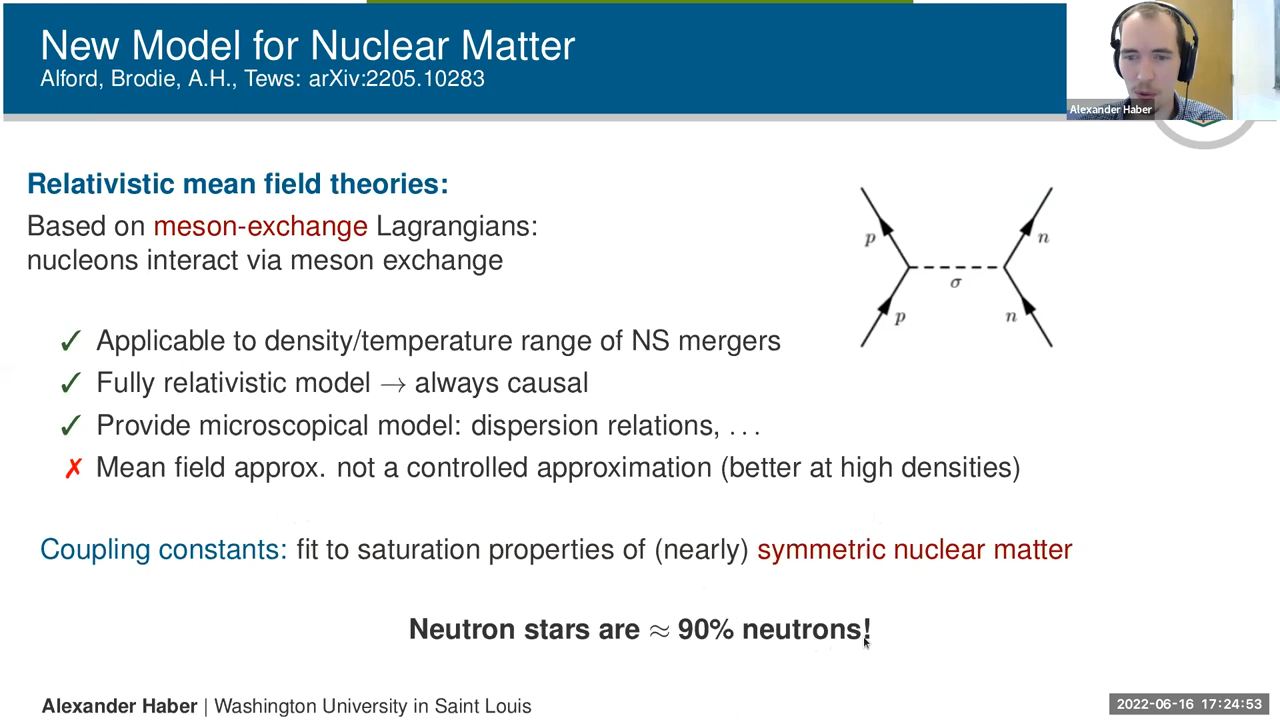 New Model for Nuclear Matter
Alford, Brodie, A.H., Tews: arXiv:2205.10283
Alexander Haber
Relativistic mean field theories:
Based on meson-exchange Lagrangians:
nucleons interact via meson exchange
p
n
σ
p
n
✓ Applicable to density/temperature range of NS mergers
✓ Fully relativistic model → always causal
✓ Provide microscopical model: dispersion relations, . . .
✗ Mean field approx. not a controlled approximation (better at high densities)
Coupling constants: fit to saturation properties of (nearly) symmetric nuclear matter
Neutron stars are ≈ 90% neutrons!
Alexander Haber | Washington University in Saint Louis
2022-06-16 17:24:53